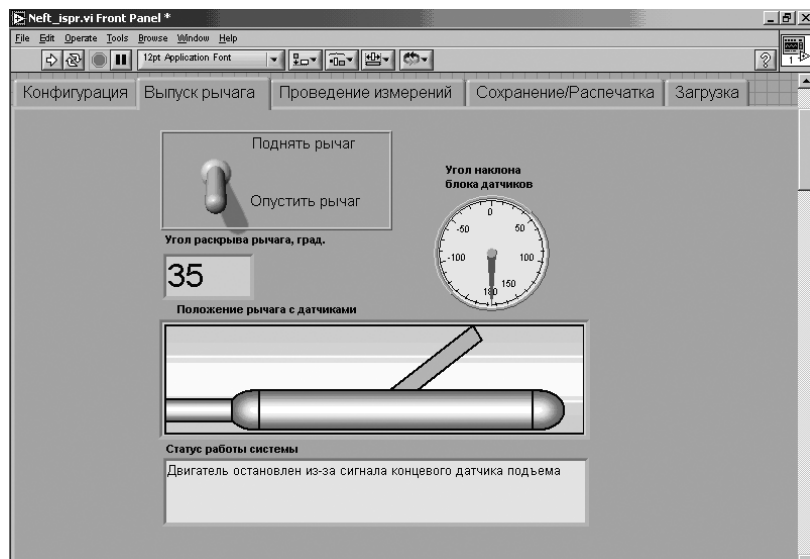 Neft_ispr.vi Front Panel *
File Edit Operate Tools Browse Window Help
12pt Application Font
?
1
Конфигурация Выпуск рычага Проведение измерений Сохранение/Распечатка Загрузка
Поднять рычаг
Опустить рычаг
Угол наклона
блока датчиков
0
-50 50
-100 100
150
180
Угол раскрыва рычага, град.
35
Положение рычага с датчиками
Статус работы системы
Двигатель остановлен из-за сигнала концевого датчика подъема